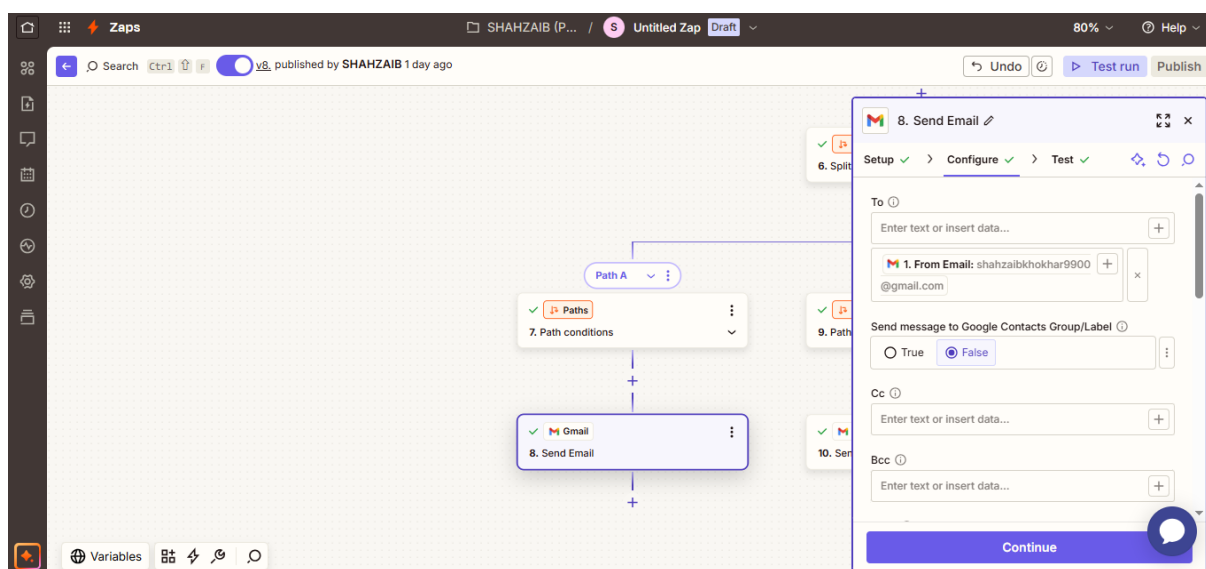 Zaps
SHAHZAIB (P... / S Untitled Zap Draft
80%
Help
Search Ctrl F
v8. published by SHAHZAIB 1 day ago
Undo
Test run
Publish
6. Split
Path A
Paths
7. Path conditions
9. Path
Gmail
8. Send Email
10. Sen
Variables
8. Send Email
Setup
Configure
Test
To
Enter text or insert data...
1. From Email: shahzaibkhokhar9900
@gmail.com
Send message to Google Contacts Group/Label
True
False
Cc
Enter text or insert data...
Bcc
Enter text or insert data...
Continue